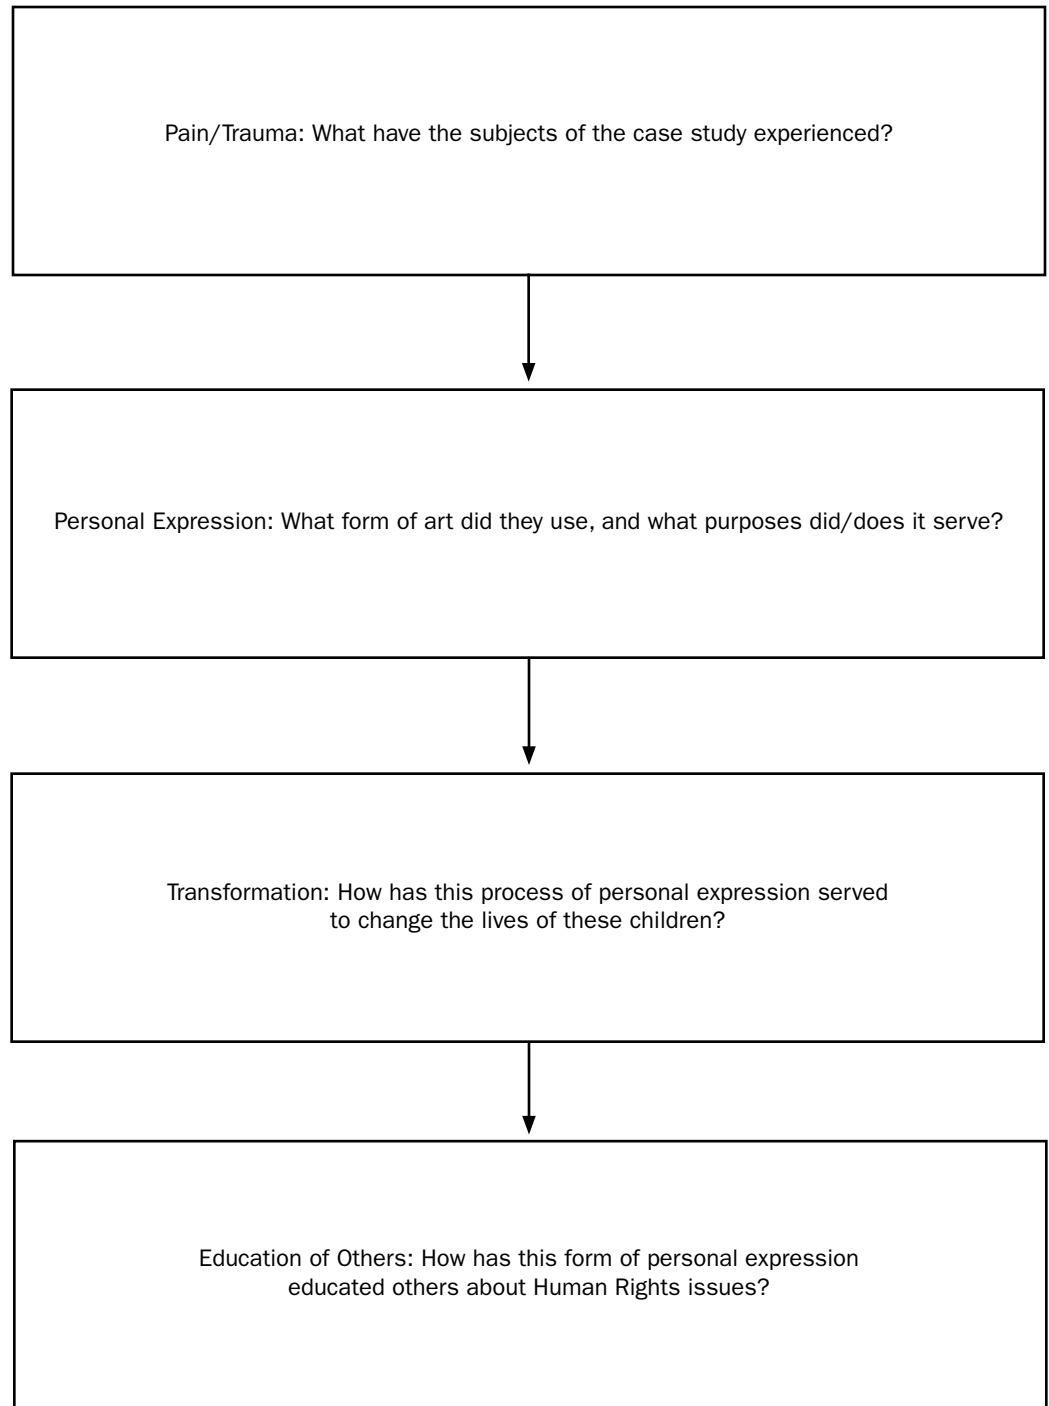 Pain/Trauma: What have the subjects of the case study experienced?
Personal Expression: What form of art did they use, and what purposes did/does it serve?
Transformation: How has this process of personal expression served
to change the lives of these children?
Education of Others: How has this form of personal expression
educated others about Human Rights issues?